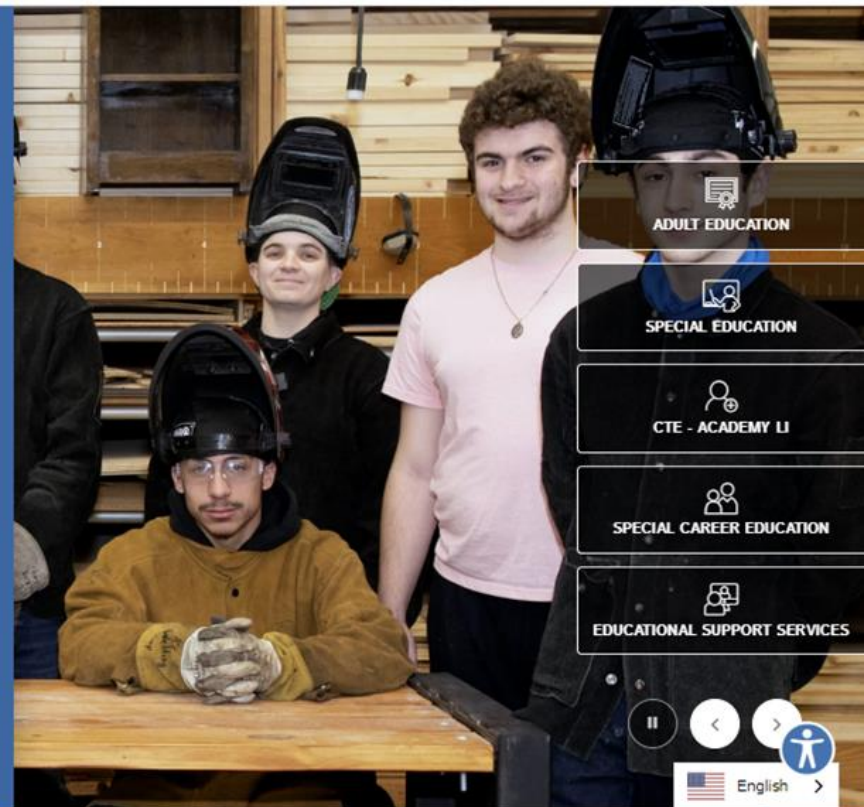 ADULT EDUCATION
SPECIAL EDUCATION
CTE - ACADEMY LI
SPECIAL CAREER EDUCATION
EDUCATIONAL SUPPORT SERVICES
English